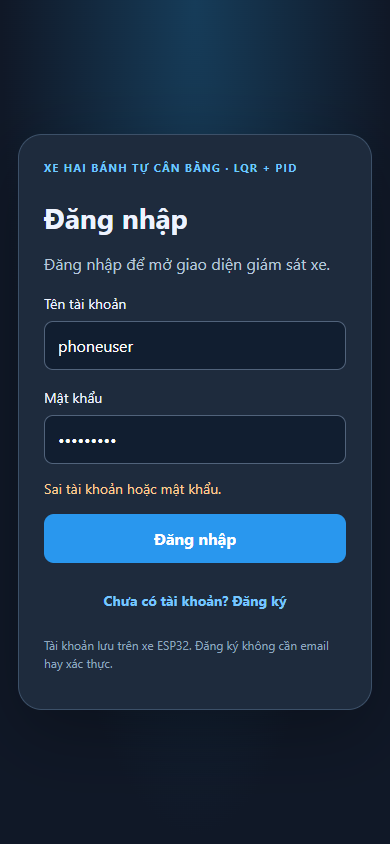 XE HAI BÁNH TỰ CÂN BẰNG · LQR + PID
Đăng nhập
Đăng nhập để mở giao diện giám sát xe.
Tên tài khoản
phoneuser
Mật khẩu
•••••••••
Sai tài khoản hoặc mật khẩu.
Đăng nhập
Chưa có tài khoản? Đăng ký
Tài khoản lưu trên xe ESP32. Đăng ký không cần email
hay xác thực.